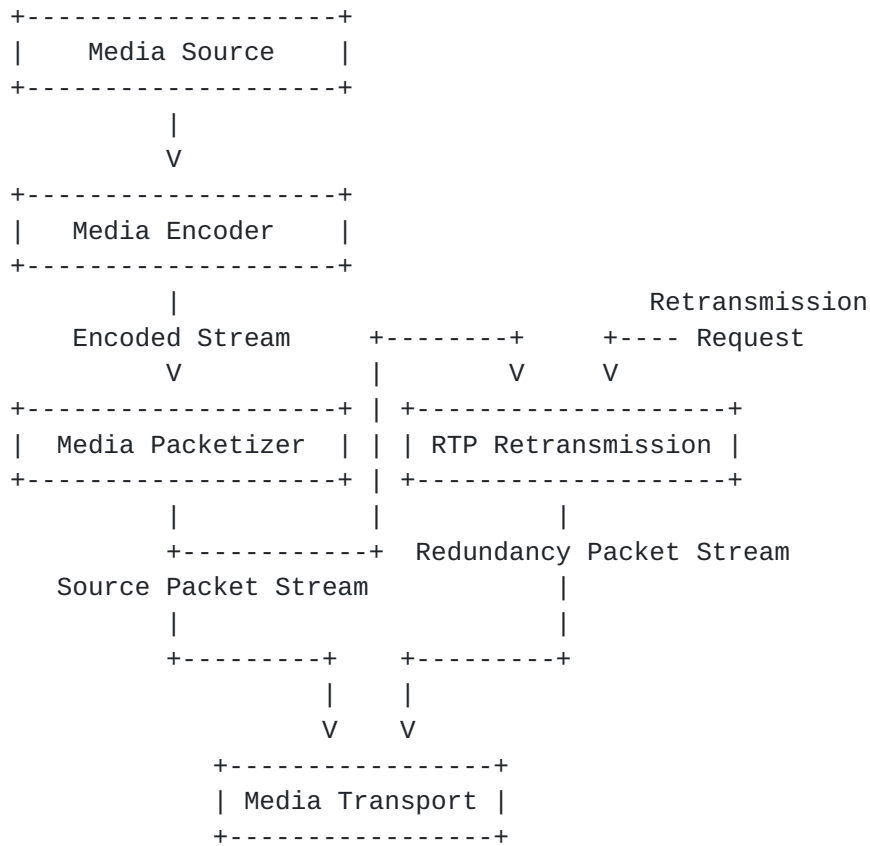 Media Source
Media Encoder
Retransmission
Encoded Stream
Request
Media Packetizer
RTP Retransmission
Redundancy Packet Stream
Source Packet Stream
Media Transport